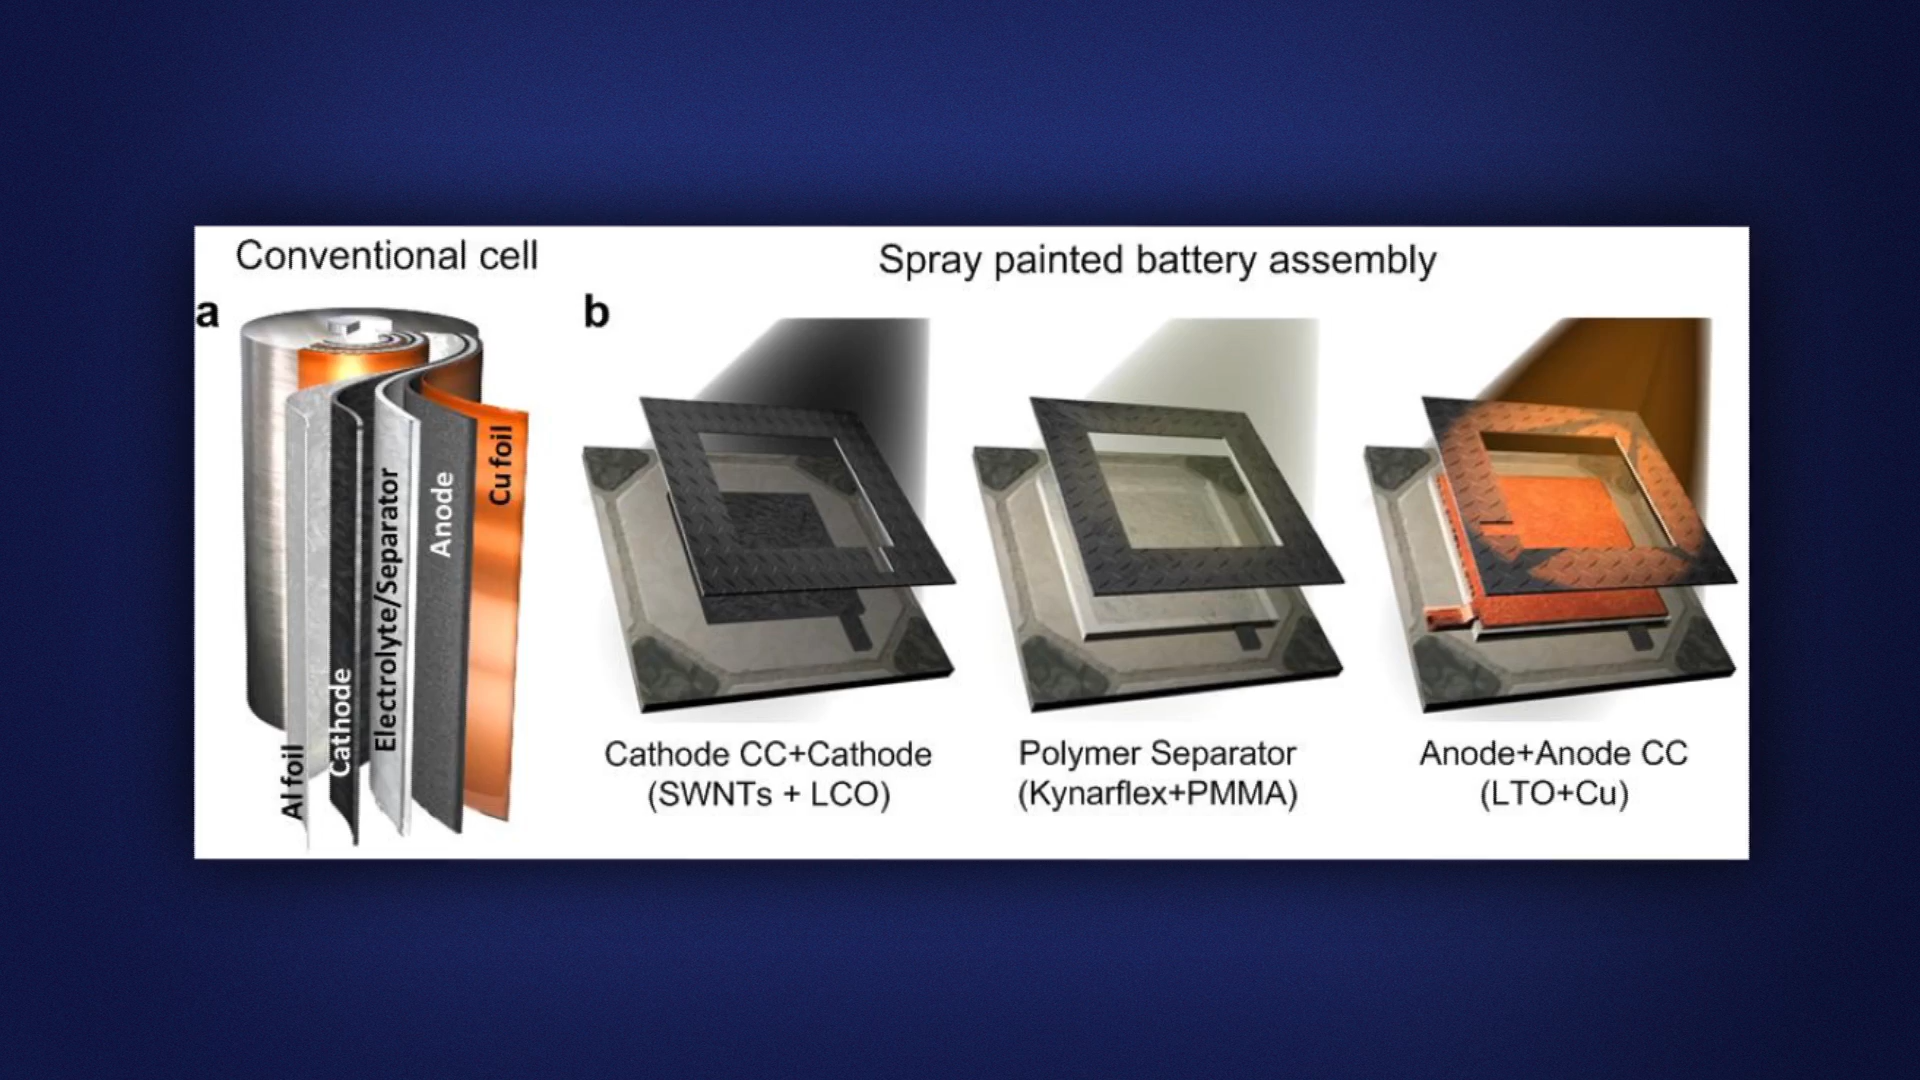 Conventional cell
a
Al foil
Cathode
Electrolyte/Separator
Anode
Cu foil
Spray painted battery assembly
b
Cathode CC+Cathode
(SWNTs + LCO)
Polymer Separator
(Kynarflex+PMMA)
Anode+Anode CC
(LTO+Cu)